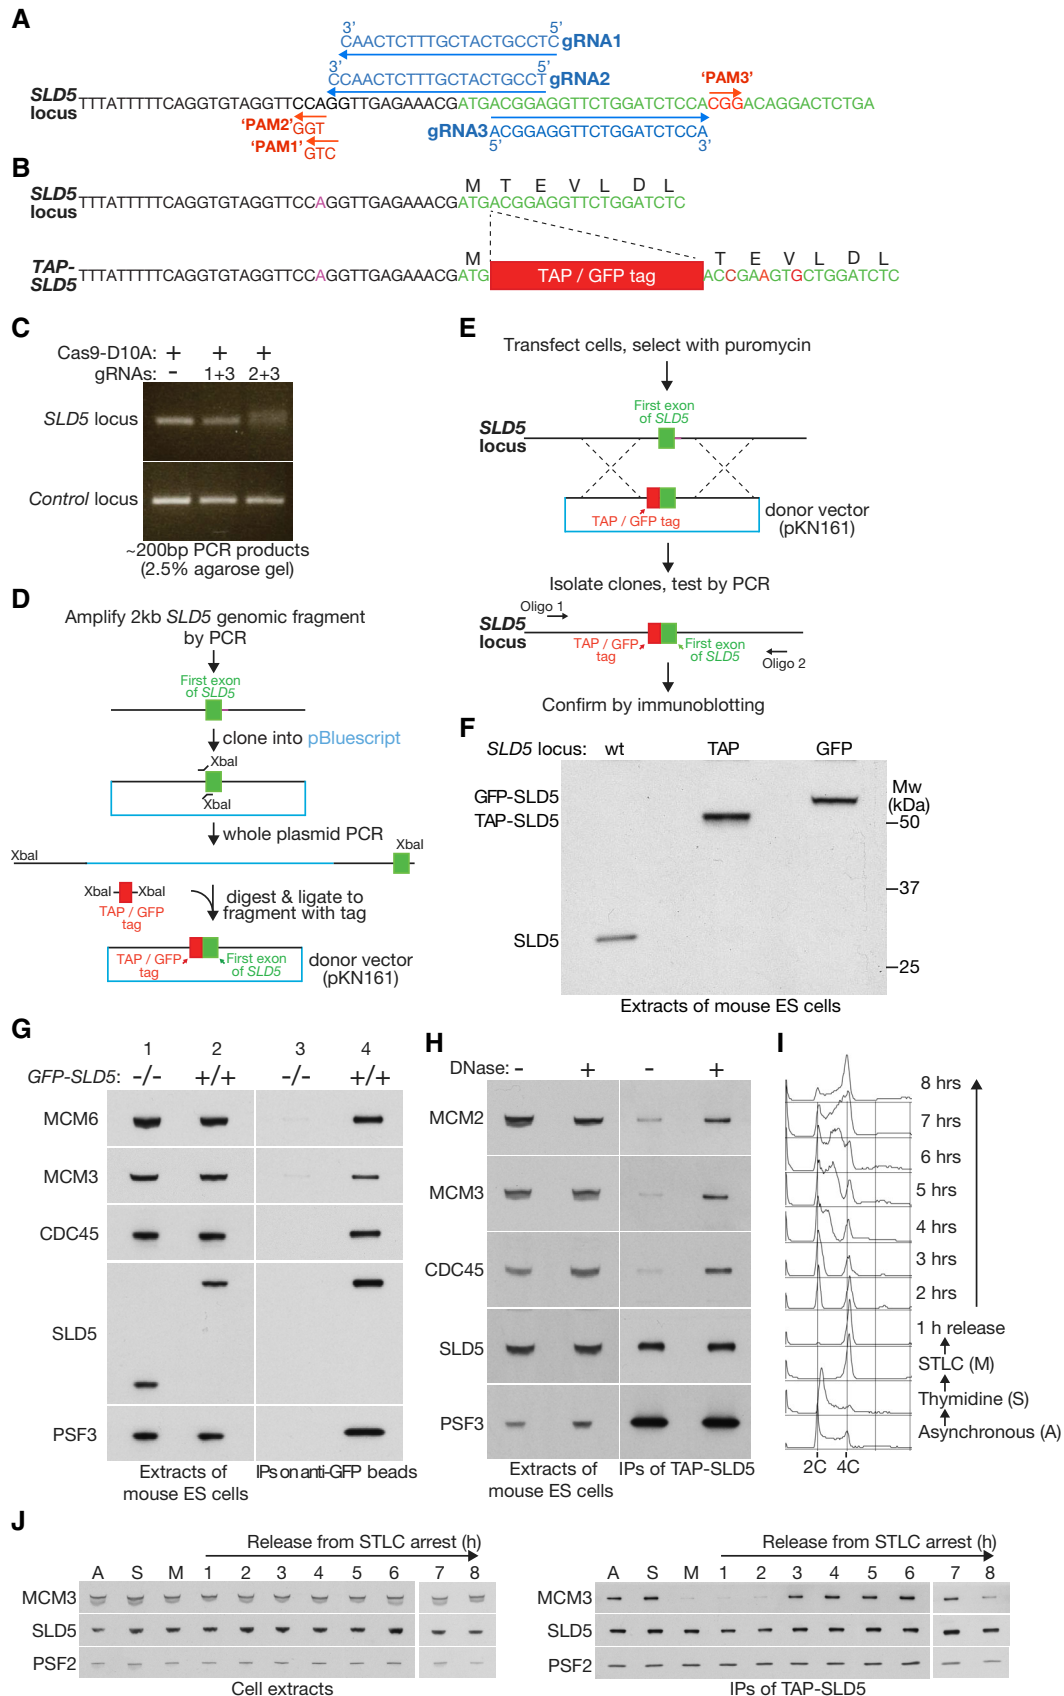 A
3’ 5’
CAACTCTTTGCTACTGCCTC gRNA1
3’ 5’
CCAACTCTTTGCTACTGCCT gRNA2
'PAM3'
SLD5 locus TTTATTTTTCAGGTGTAGGTTCCAGGTTGAGAAACGATGACGGAGGTTCTGGATCTCCACGGACAGGACTCTGA
'PAM2' GGT
gRNA3 ACGGAGGTTCTGGATCTCCA
'PAM1' GTC
5’ 3’
B
M T E V L D L
SLD5 locus TTTATTTTTCAGGTGTAGGTTCCAGGTTGAGAAACGATGACGGAGGTTCTGGATCTC
M T E V L D L
TAP-SLD5 TTTATTTTTCAGGTGTAGGTTCCAGGTTGAGAAACGATG TAP / GFP tag ACCGAAGTGCTGGATCTC
C
Cas9-D10A: + + +
gRNAs: - 1+3 2+3
SLD5 locus
Control locus
~200bp PCR products
(2.5% agarose gel)
D
Amplify 2kb SLD5 genomic fragment
by PCR
First exon
of SLD5
clone into pBluescript
XbaI
XbaI
whole plasmid PCR
XbaI
XbaI
XbaI XbaI
TAP / GFP
tag
digest & ligate to
fragment with tag
TAP / GFP
tag
First exon
of SLD5
donor vector
(pKN161)
E
Transfect cells, select with puromycin
First exon
of SLD5
SLD5
locus
TAP / GFP tag
donor vector
(pKN161)
Isolate clones, test by PCR
Oligo 1
SLD5
locus
TAP / GFP
tag
First exon
of SLD5
Oligo 2
Confirm by immunoblotting
F
SLD5 locus: wt TAP GFP
GFP-SLD5
TAP-SLD5
SLD5
Mw
(kDa)
50
37
25
Extracts of mouse ES cells
G
1 2 3 4
GFP-SLD5: -/- +/+ -/- +/+
MCM6
MCM3
CDC45
SLD5
PSF3
Extracts of
mouse ES cells
IPs on anti-GFP beads
H
DNase: - + - +
MCM2
MCM3
CDC45
SLD5
PSF3
Extracts of
mouse ES cells
IPs of TAP-SLD5
I
8 hrs
7 hrs
6 hrs
5 hrs
4 hrs
3 hrs
2 hrs
1 h release
STLC (M)
Thymidine (S)
Asynchronous (A)
2C 4C
J
Release from STLC arrest (h)
A S M 1 2 3 4 5 6 7 8
MCM3
SLD5
PSF2
Cell extracts
Release from STLC arrest (h)
A S M 1 2 3 4 5 6 7 8
MCM3
SLD5
PSF2
IPs of TAP-SLD5